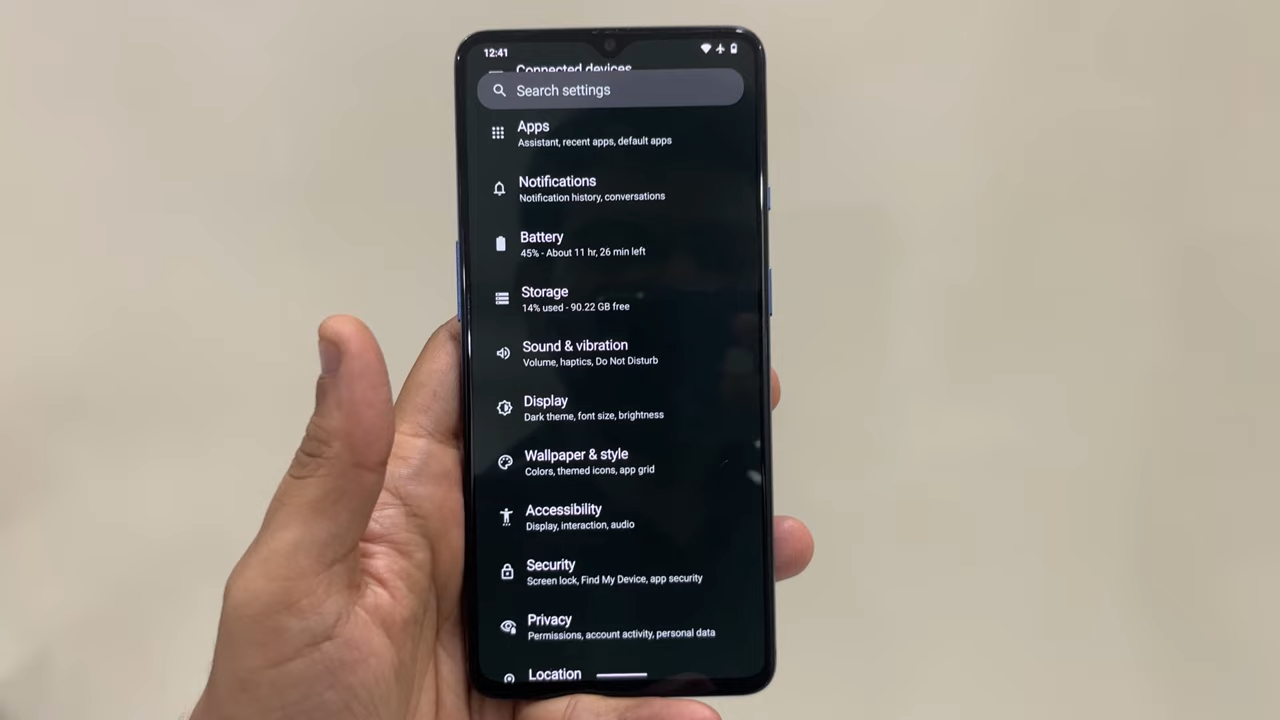 12:41
Connected devices
Search settings
Apps
Assistant, recent apps, default apps
Notifications
Notification history, conversations
Battery
45% - About 11 hr, 26 min left
Storage
14% used - 90.22 GB free
Sound & vibration
Volume, haptics, Do Not Disturb
Display
Dark theme, font size, brightness
Wallpaper & style
Colors, themed icons, app grid
Accessibility
Display, interaction, audio
Security
Screen lock, Find My Device, app security
Privacy
Permissions, account activity, personal data
Location